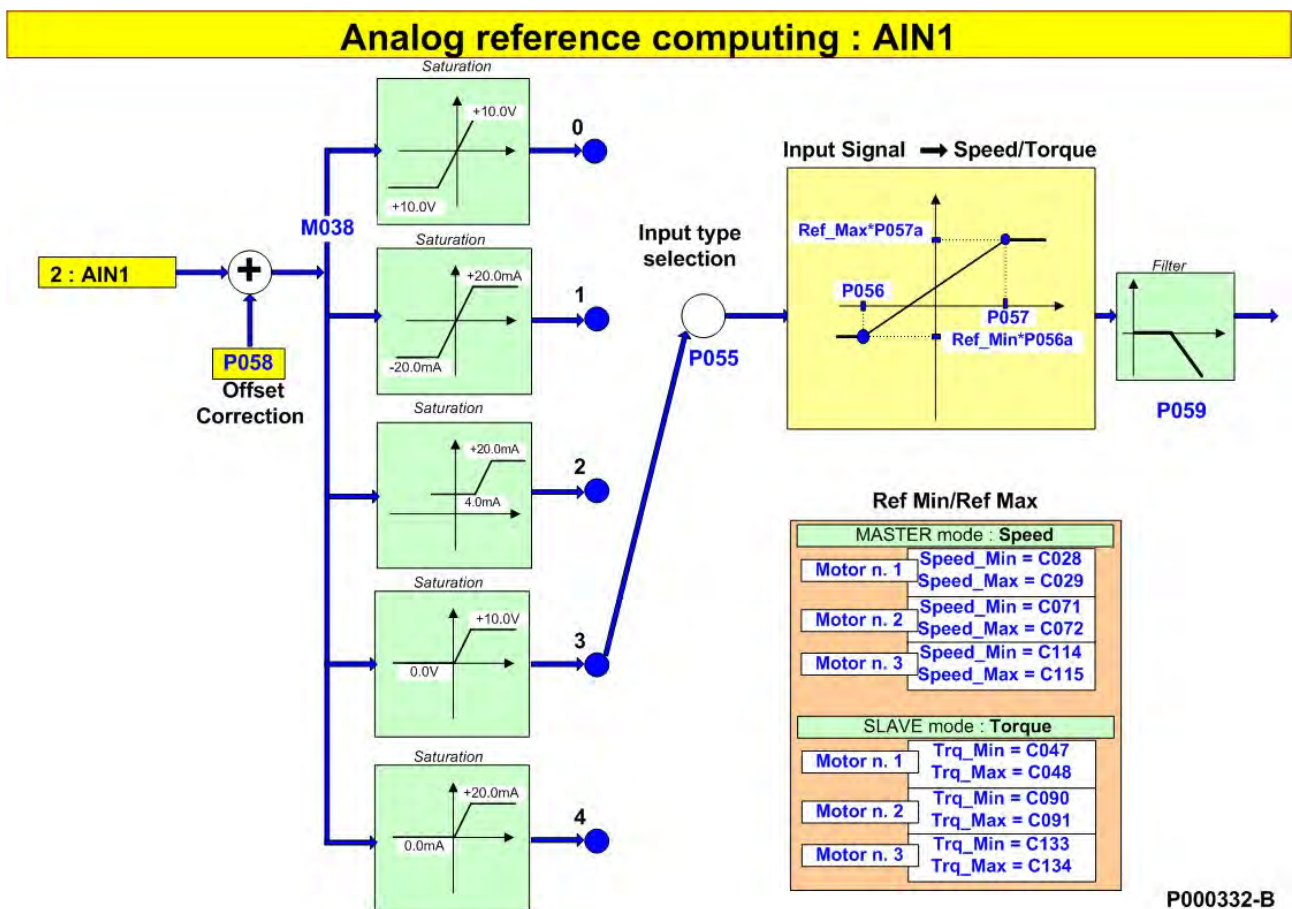 Analog reference computing : AIN1
Saturation
+10.0V
+10.0V
0
M038
2 : AIN1
+
P058
Offset
Correction
Saturation
+20.0mA
-20.0mA
1
Saturation
+20.0mA
4.0mA
2
Saturation
+10.0V
0.0V
3
Saturation
+20.0mA
0.0mA
4
Input type
selection
P055
Input Signal → Speed/Torque
Ref_Max*P057a
P056
P057
Ref_Min*P056a
Filter
P059
Ref Min/Ref Max
MASTER mode : Speed
Motor n. 1
Speed_Min = C028
Speed_Max = C029
Motor n. 2
Speed_Min = C071
Speed_Max = C072
Motor n. 3
Speed_Min = C114
Speed_Max = C115
SLAVE mode : Torque
Motor n. 1
Trq_Min = C047
Trq_Max = C048
Motor n. 2
Trq_Min = C090
Trq_Max = C091
Motor n. 3
Trq_Min = C133
Trq_Max = C134
P000332-B